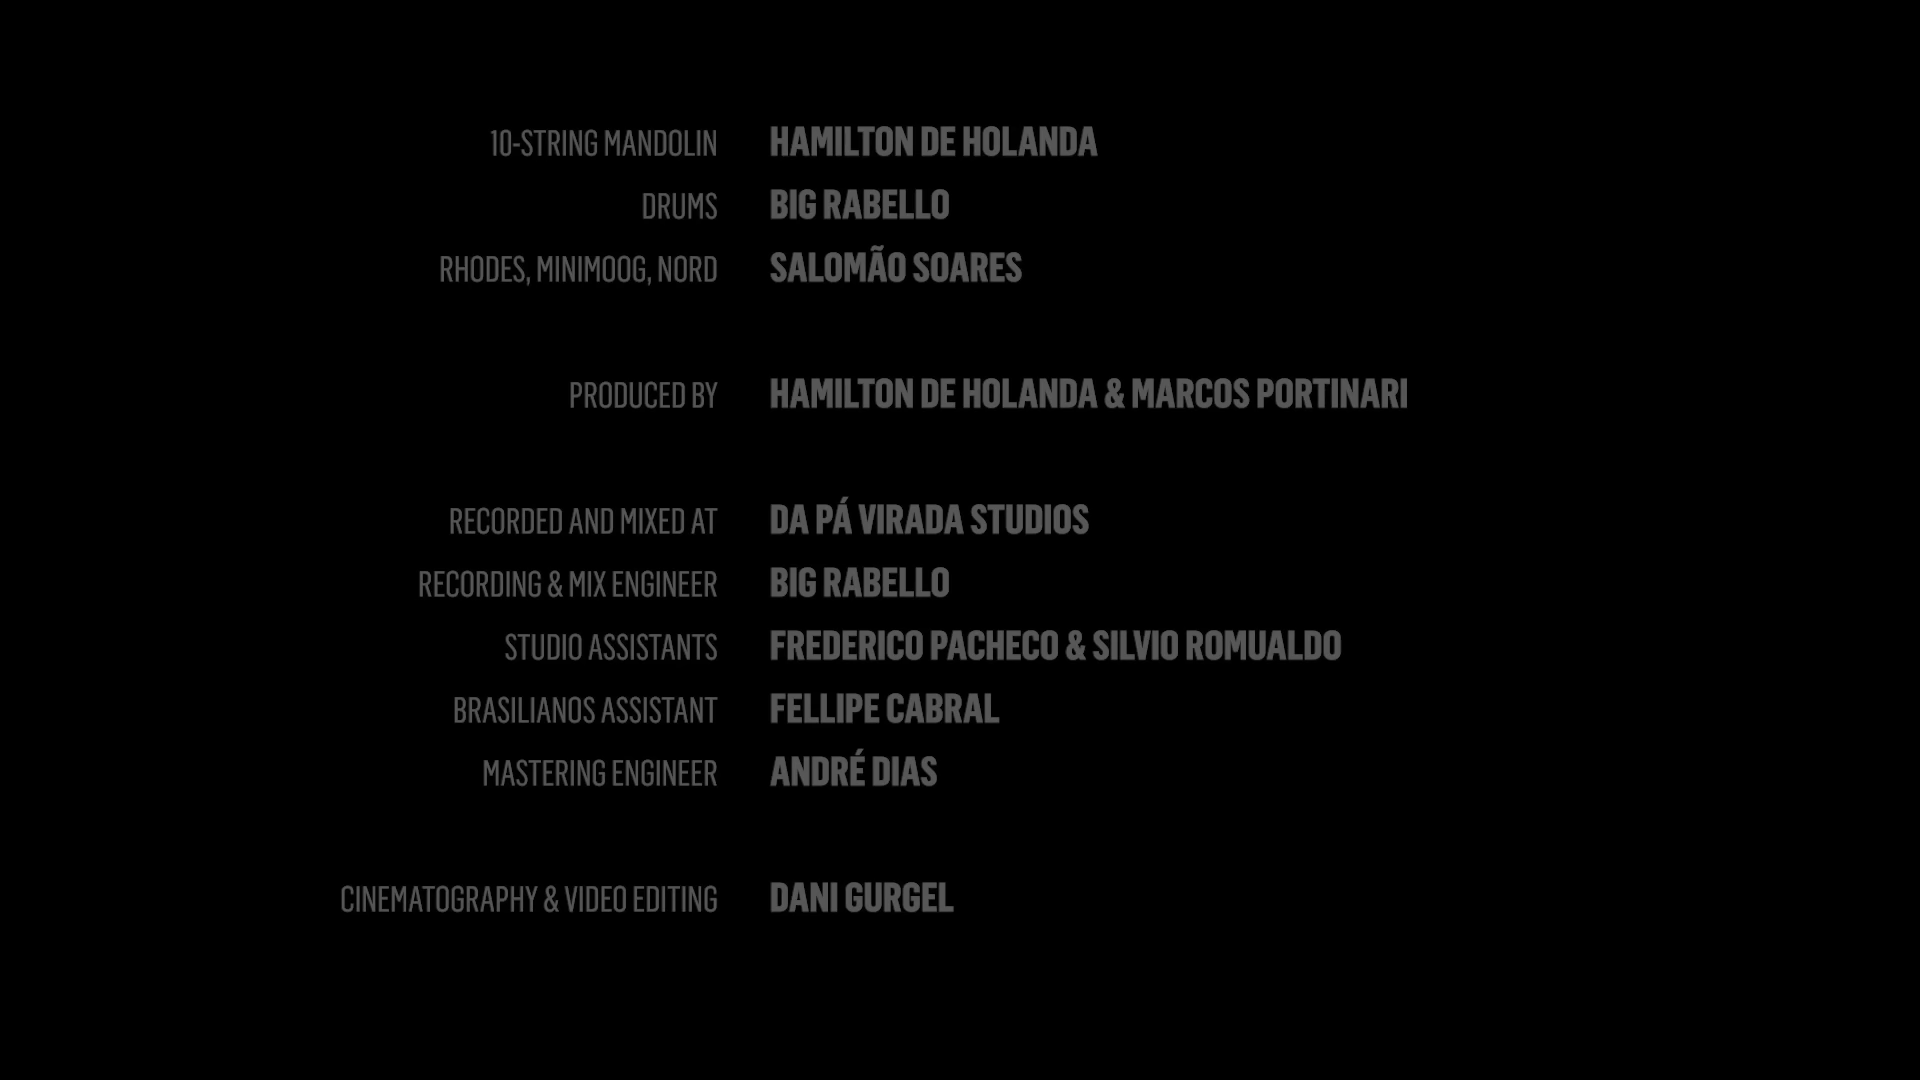 10-STRING MANDOLIN HAMILTON DE HOLANDA
DRUMS BIG RABELLO
RHODES, MINIMOOG, NORD SALOMÃO SOARES
PRODUCED BY HAMILTON DE HOLANDA & MARCOS PORTINARI
RECORDED AND MIXED AT DA PÁ VIRADA STUDIOS
RECORDING & MIX ENGINEER BIG RABELLO
STUDIO ASSISTANTS FREDERICO PACHECO & SILVIO ROMUALDO
BRASILIANOS ASSISTANT FELLIPE CABRAL
MASTERING ENGINEER ANDRÉ DIAS
CINEMATOGRAPHY & VIDEO EDITING DANI GURGEL